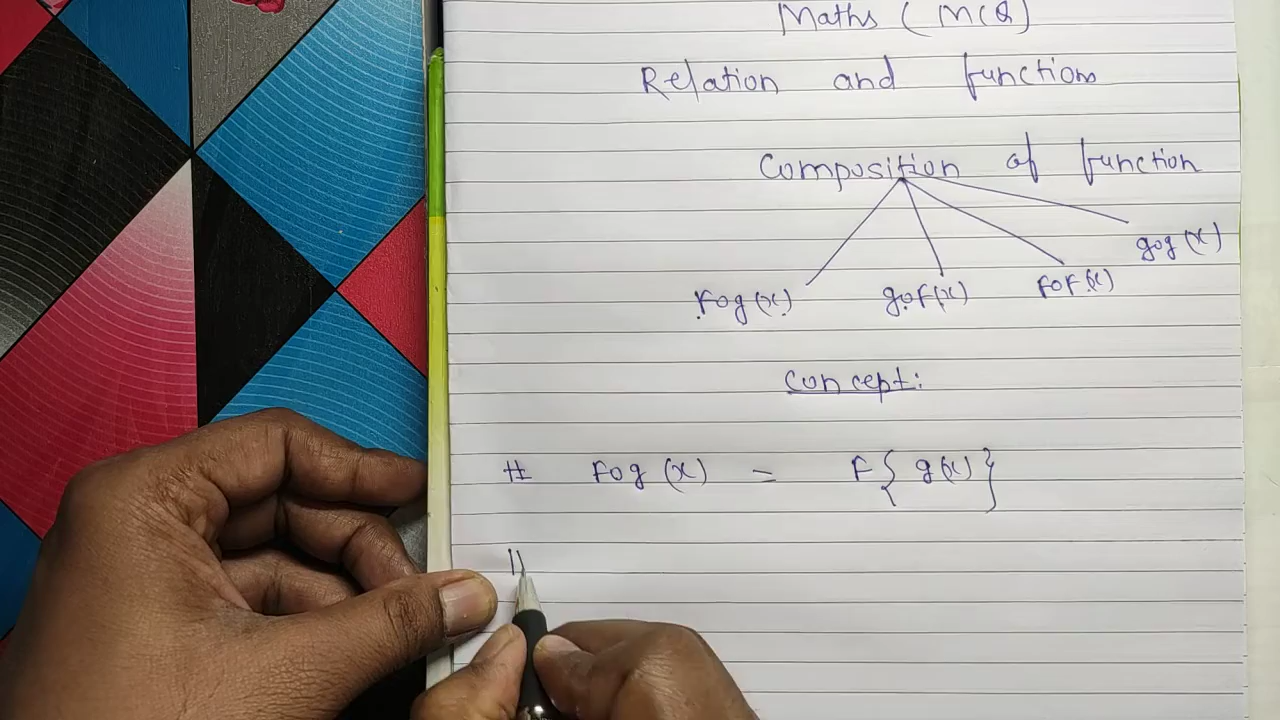 Maths ( MCQ)
Relation and functions
Composition of function
Fog(x) gof(x) fof(x) gog(x)
Concept:
# Fog(x) = F{ g(x) }